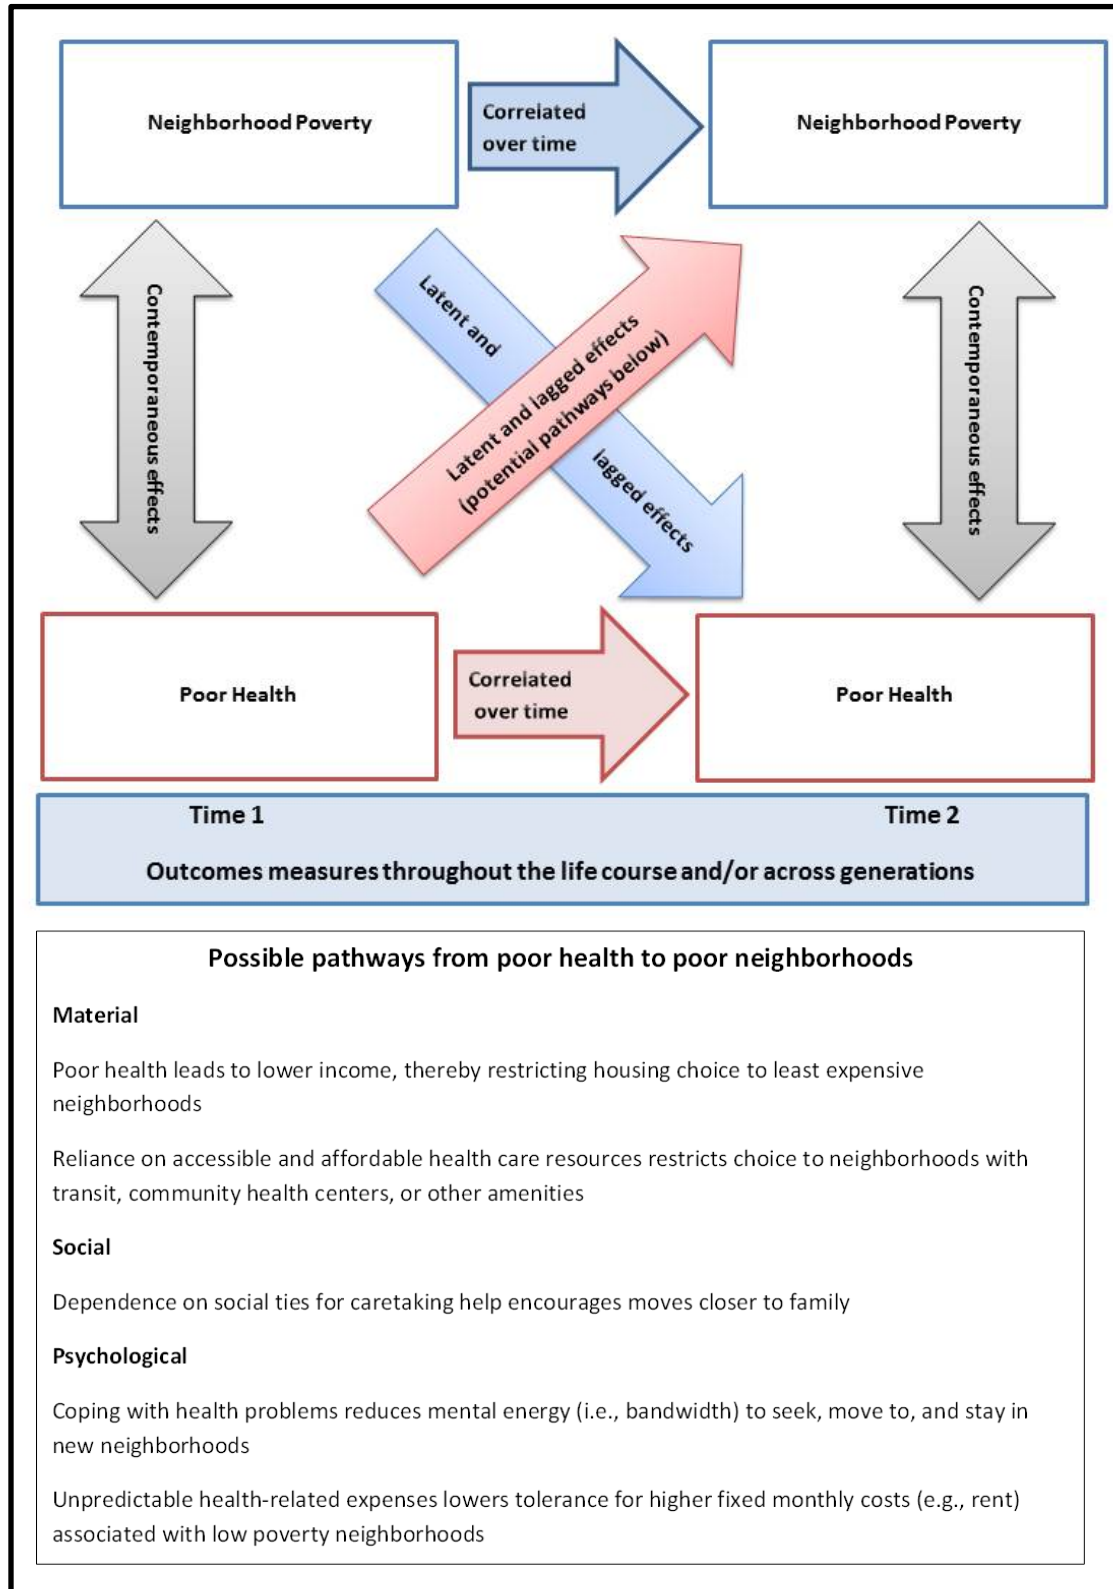 Neighborhood Poverty
Correlated
over time
Neighborhood Poverty
Contemporaneous effects
Latent and
lagged effects
Latent and lagged effects
(potential pathways below)
Contemporaneous effects
Poor Health
Correlated
over time
Poor Health
Time 1
Time 2
Outcomes measures throughout the life course and/or across generations
Possible pathways from poor health to poor neighborhoods
Material
Poor health leads to lower income, thereby restricting housing choice to least expensive
neighborhoods
Reliance on accessible and affordable health care resources restricts choice to neighborhoods with
transit, community health centers, or other amenities
Social
Dependence on social ties for caretaking help encourages moves closer to family
Psychological
Coping with health problems reduces mental energy (i.e., bandwidth) to seek, move to, and stay in
new neighborhoods
Unpredictable health-related expenses lowers tolerance for higher fixed monthly costs (e.g., rent)
associated with low poverty neighborhoods